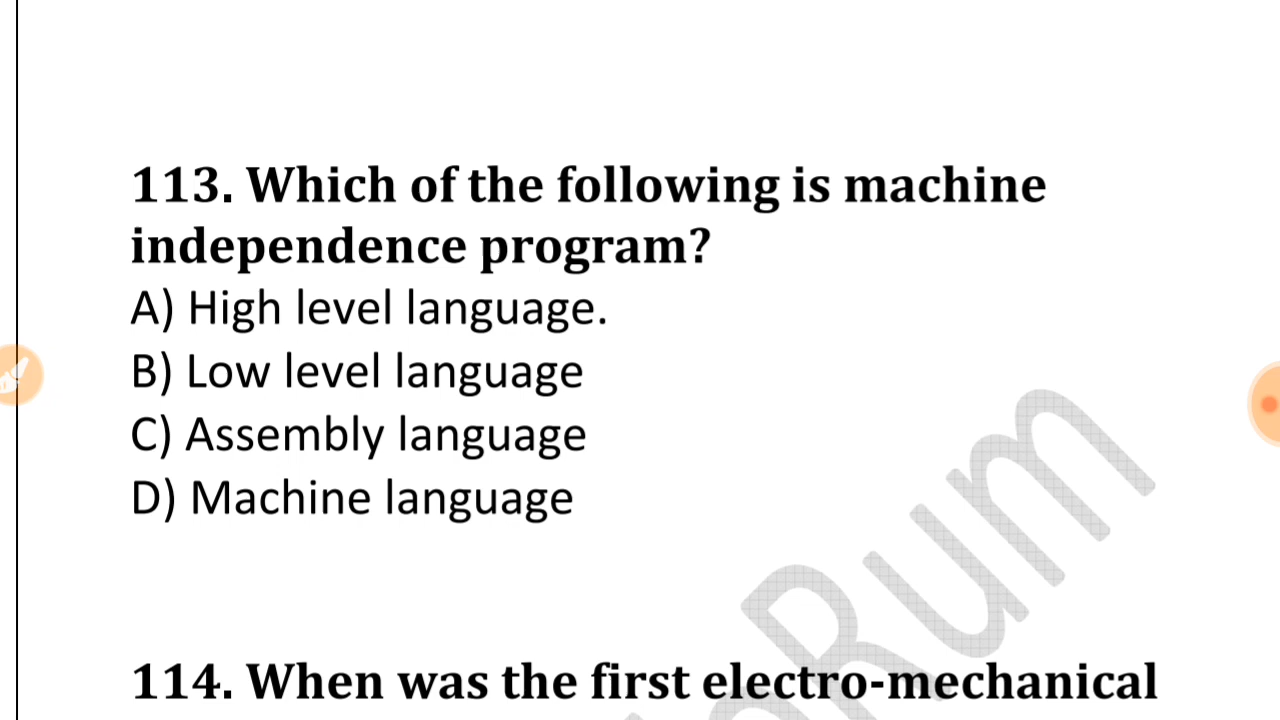 113. Which of the following is machine
independence program?
A) High level language.
B) Low level language
C) Assembly language
D) Machine language
114. When was the first electro-mechanical